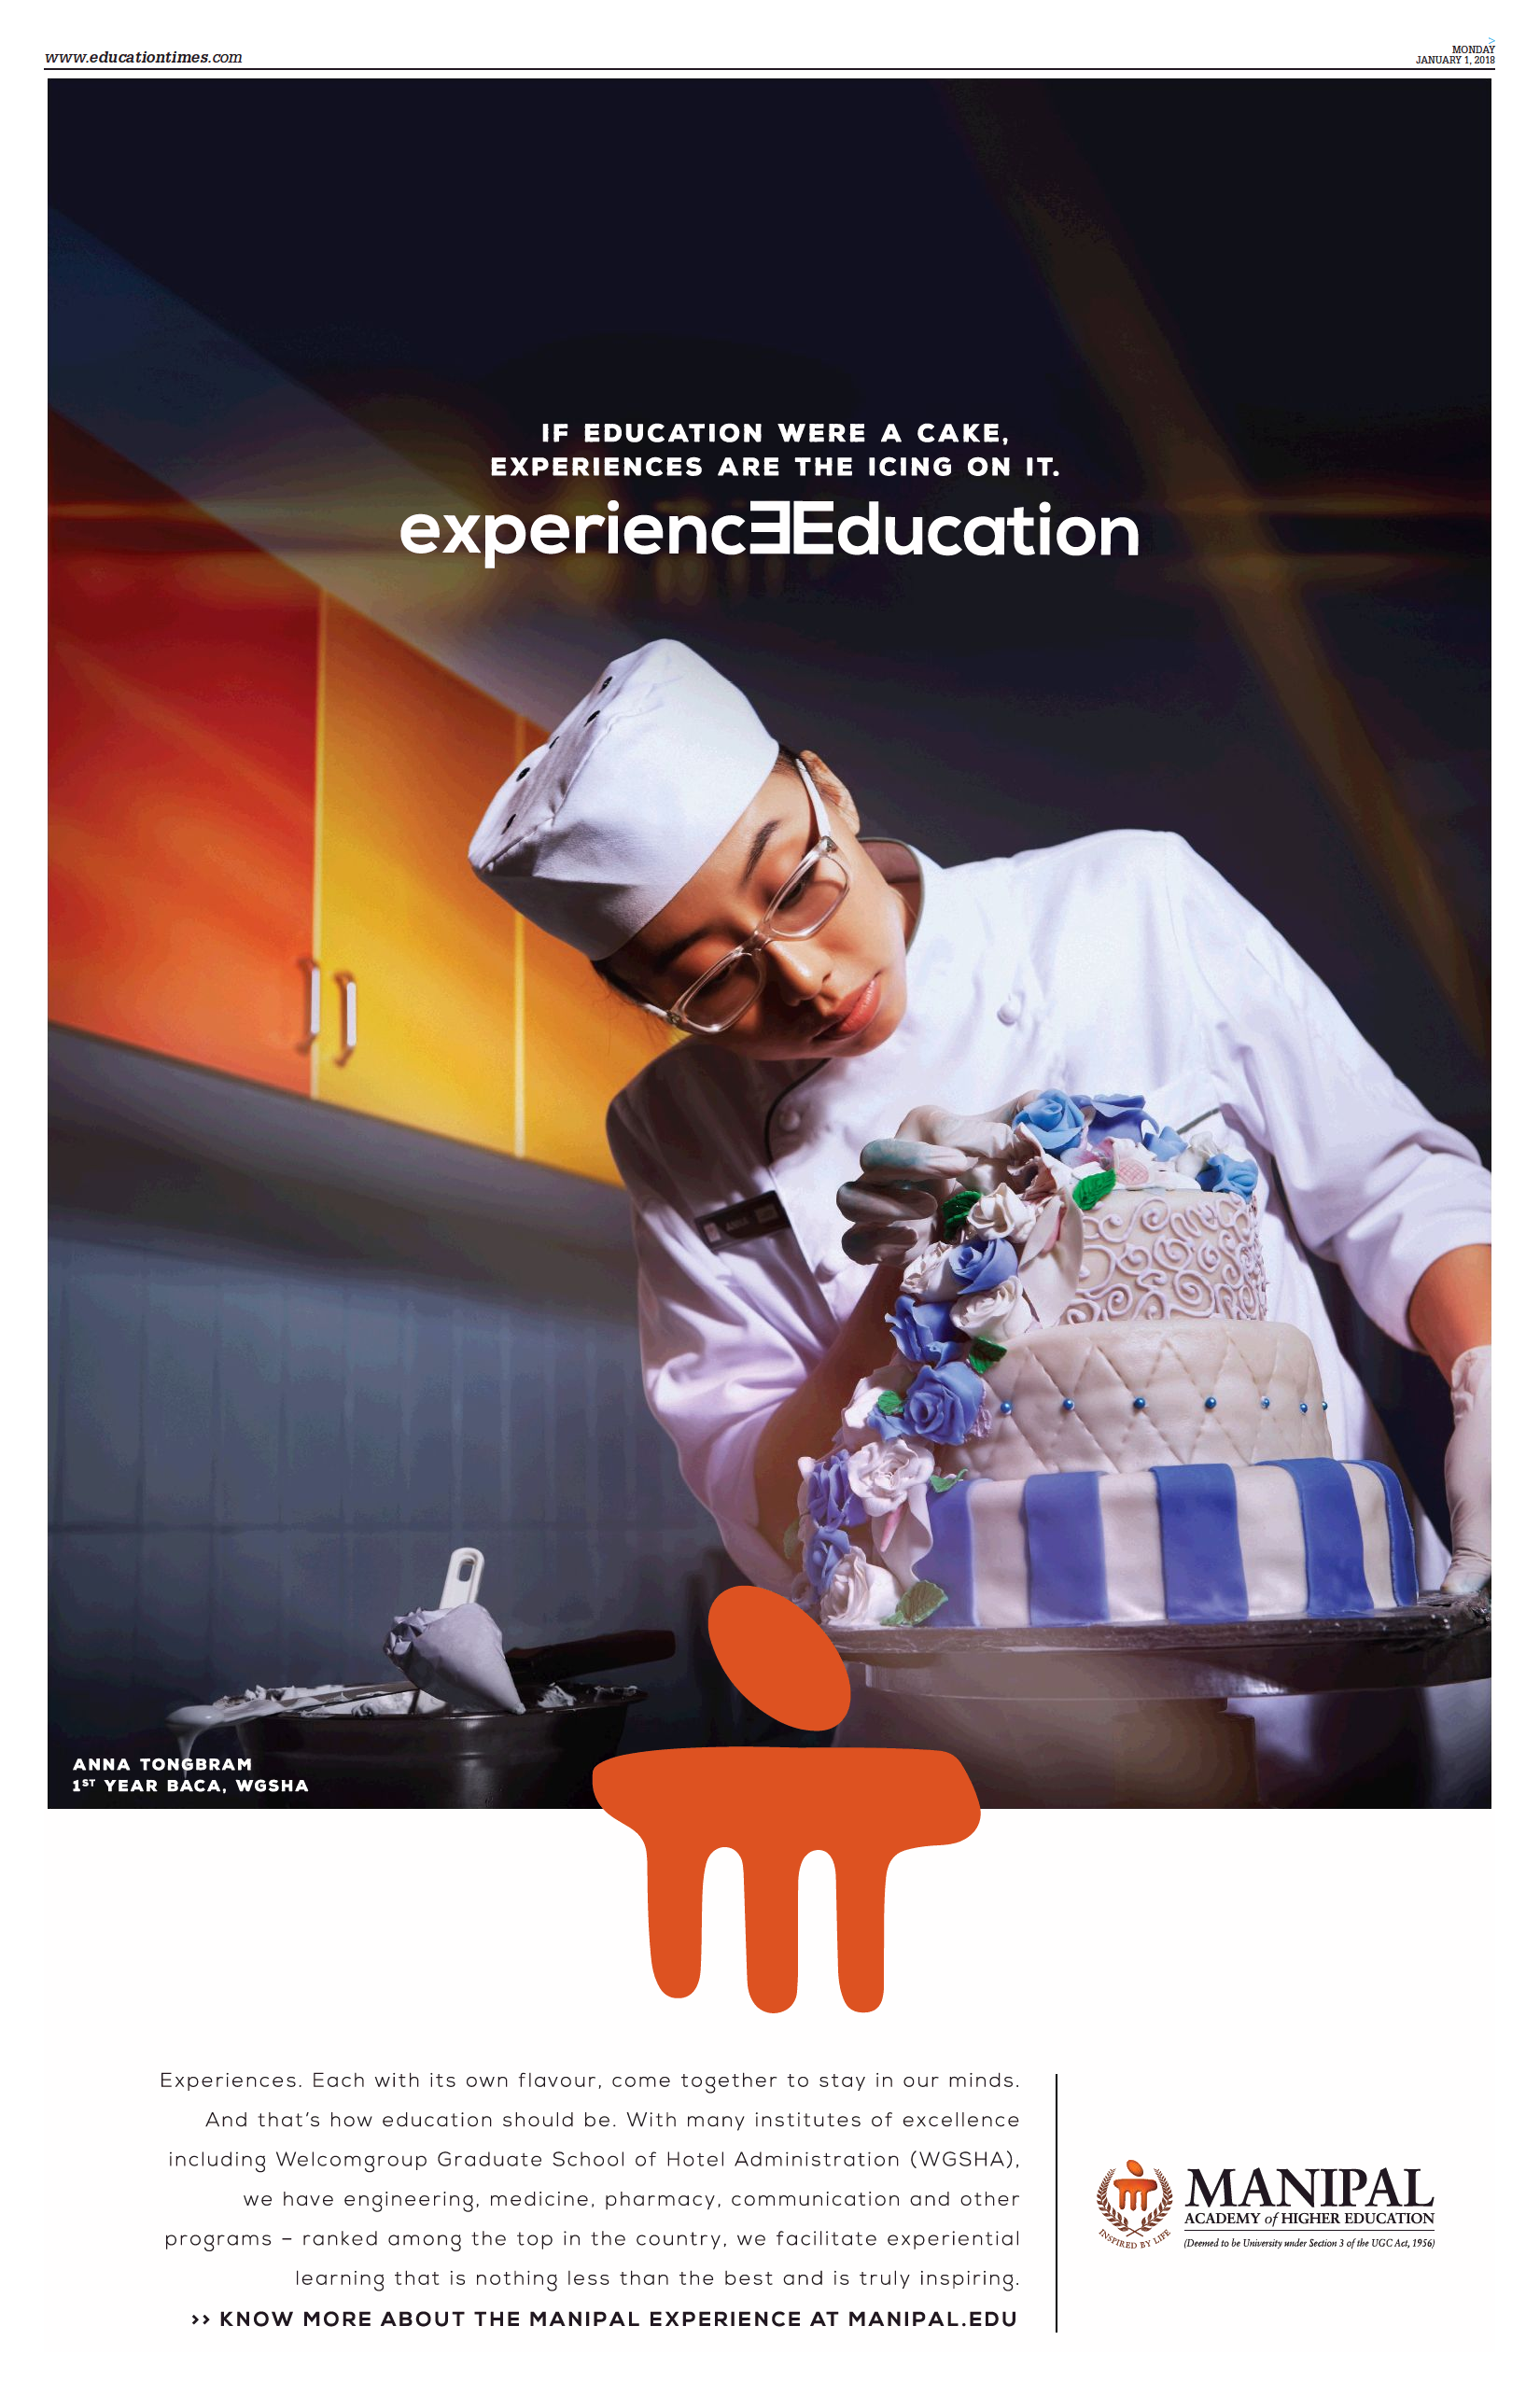 www.educationtimes.com
>
MONDAY
JANUARY 1, 2018
IF EDUCATION WERE A CAKE,
EXPERIENCES ARE THE ICING ON IT.
experiencƎEducation
ANNA TONGBRAM
1ST YEAR BACA, WGSHA
Experiences. Each with its own flavour, come together to stay in our minds.
And that's how education should be. With many institutes of excellence
including Welcomgroup Graduate School of Hotel Administration (WGSHA),
we have engineering, medicine, pharmacy, communication and other
programs – ranked among the top in the country, we facilitate experiential
learning that is nothing less than the best and is truly inspiring.
>> KNOW MORE ABOUT THE MANIPAL EXPERIENCE AT MANIPAL.EDU
INSPIRED BY LIFE
MANIPAL
ACADEMY of HIGHER EDUCATION
(Deemed to be University under Section 3 of the UGC Act, 1956)